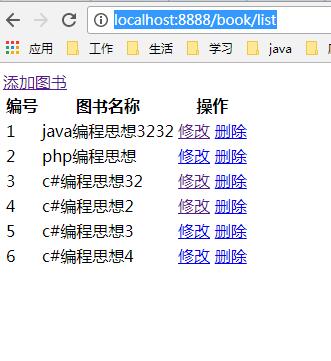 localhost:8888/book/list
应用 工作 生活 学习 java
添加图书
编号 图书名称 操作
1 java编程思想3232 修改 删除
2 php编程思想 修改 删除
3 c#编程思想32 修改 删除
4 c#编程思想2 修改 删除
5 c#编程思想3 修改 删除
6 c#编程思想4 修改 删除